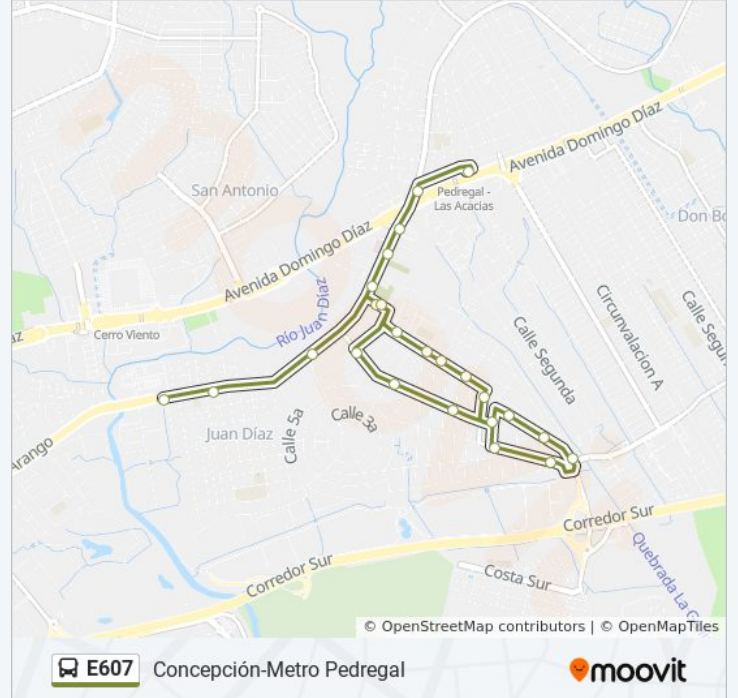 Avenida Domingo Díaz
San Antonio
Pedregal -
Las Acacias
Don Bo
Avenida Domingo Díaz
Río Juan Díaz
Circunvalacion A
Calle Segun
az
Cerro Viento
Calle Segunda
Calle 5a
Calle 3a
Juan Díaz
Arango
Corredor Sur
Corredor Sur
Costa Sur
Quebrada La G
© OpenStreetMap contributors | © OpenMapTiles
E607 Concepción-Metro Pedregal
moovit